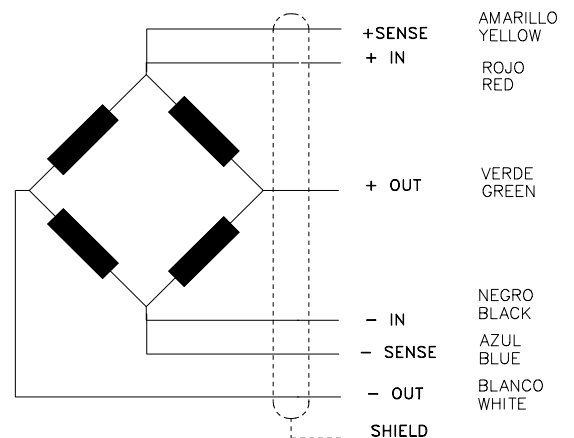 +SENSE AMARILLO
YELLOW
+ IN ROJO
RED
+ OUT VERDE
GREEN
- IN NEGRO
BLACK
- SENSE AZUL
BLUE
- OUT BLANCO
WHITE
SHIELD